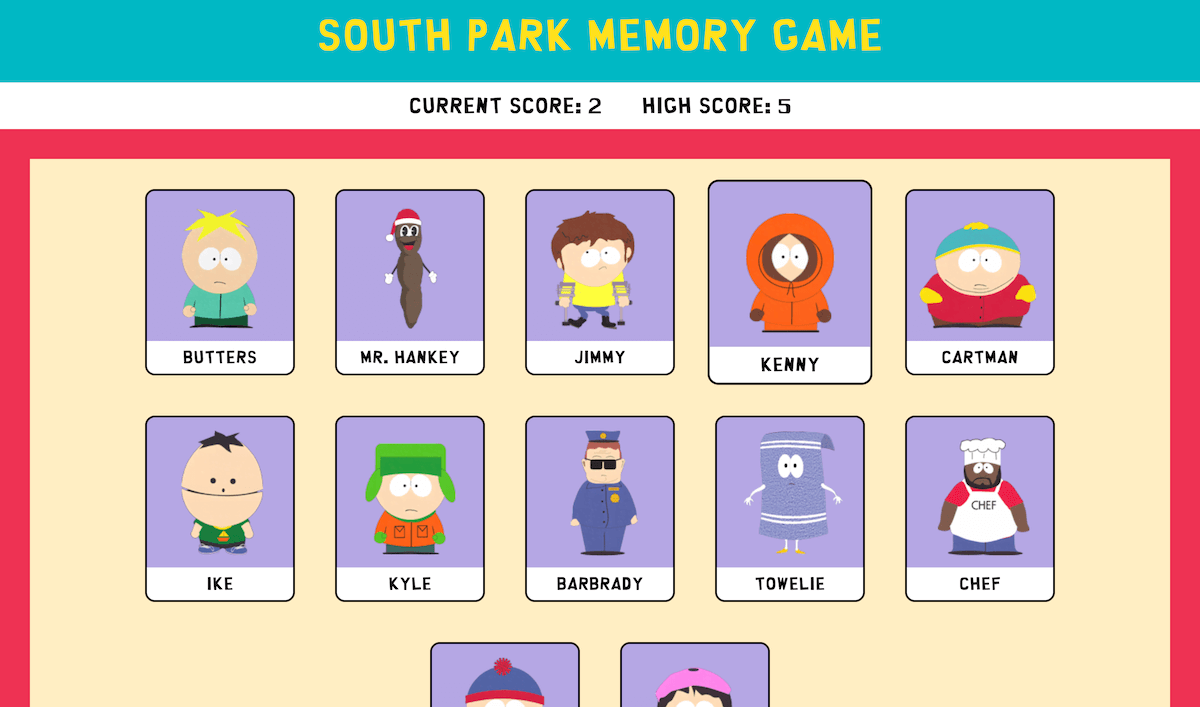 SOUTH PARK MEMORY GAME
CURRENT SCORE: 2 HIGH SCORE: 5
BUTTERS MR. HANKEY JIMMY KENNY CARTMAN
CHEF
IKE KYLE BARBRADY TOWELIE CHEF